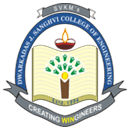 SVKM's
DWARKADAS J. SANGHVI COLLEGE OF ENGINEERING
CREATING WINGINEERS